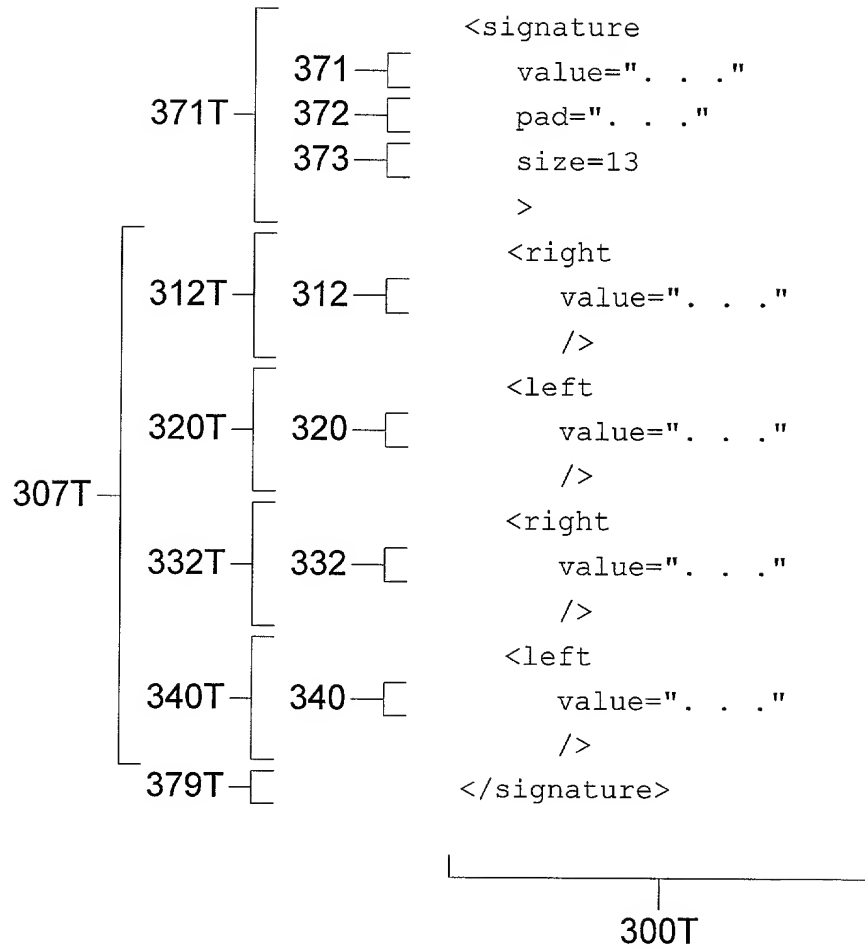 <signature
371 value=". . ."
371T 372 pad=". . ."
373 size=13
>
<right
312T 312 value=". . ."
/>
<left
320T 320 value=". . ."
/>
307T
<right
332T 332 value=". . ."
/>
<left
340T 340 value=". . ."
/>
379T </signature>
300T